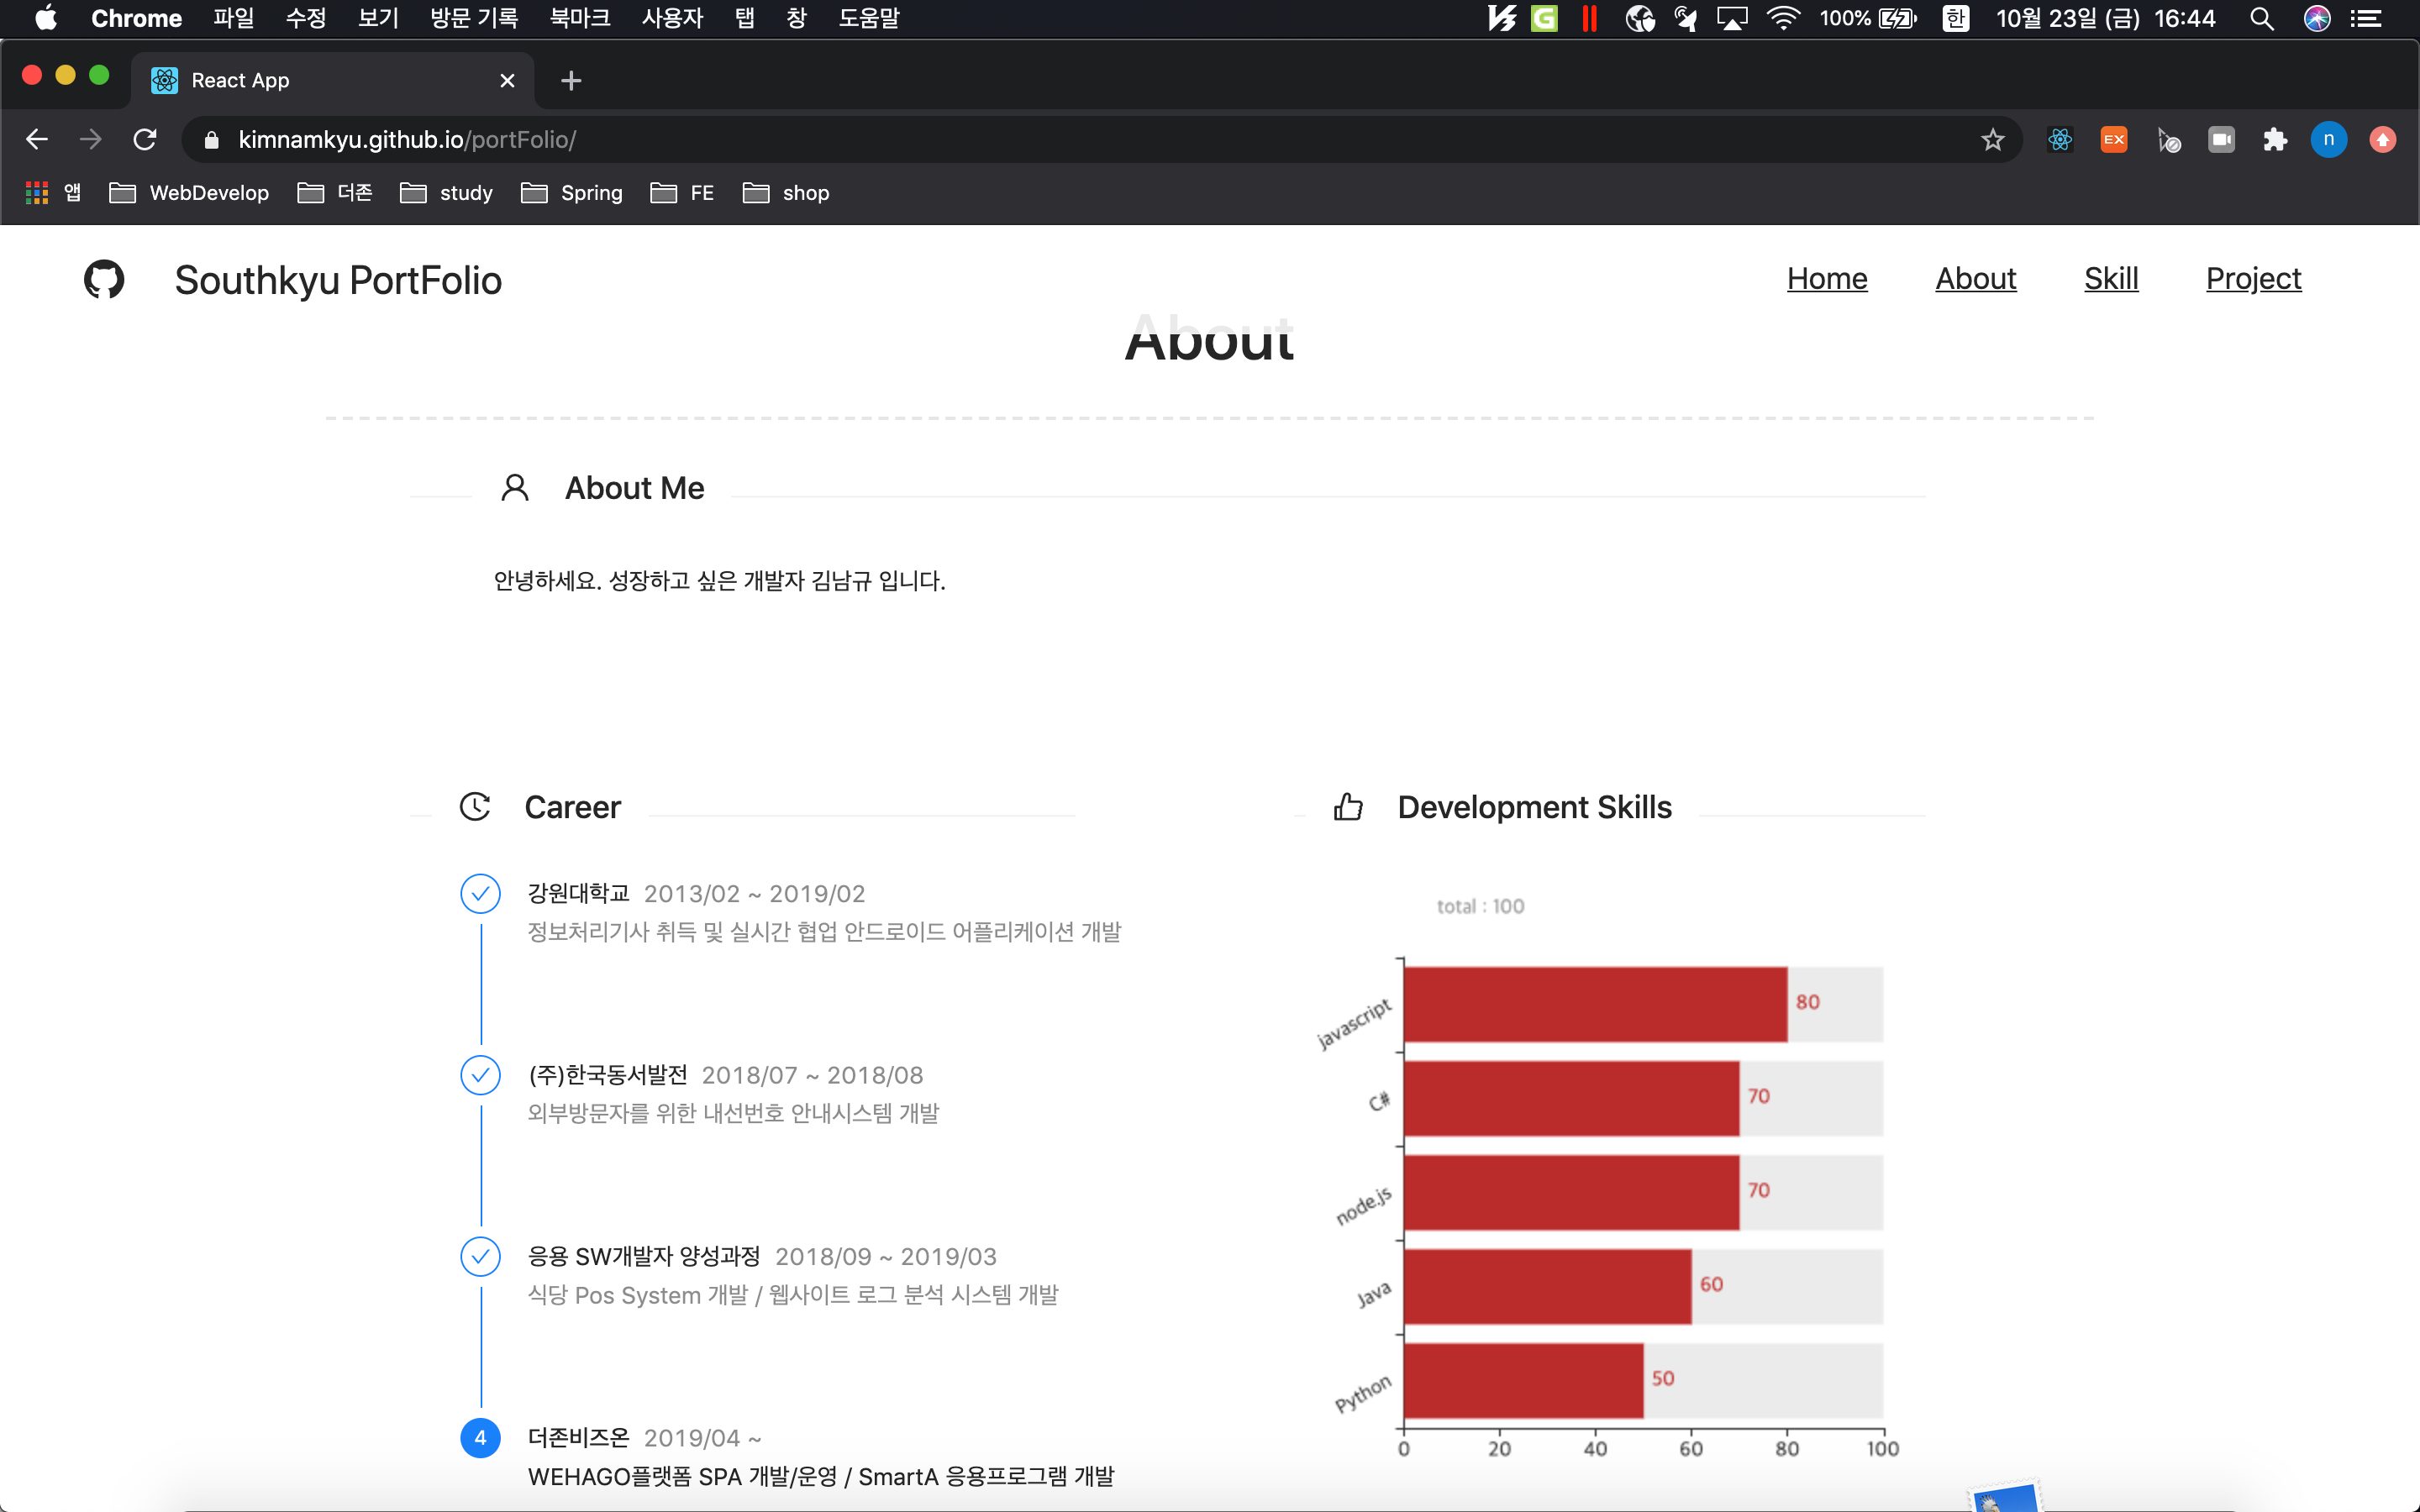 Chrome 파일 수정 보기 방문 기록 북마크 사용자 탭 창 도움말 100% 한 10월 23일 (금) 16:44
React App
kimnamkyu.github.io/portFolio/
EX n
앱 WebDevelop 더존 study Spring FE shop
Southkyu PortFolio Home About Skill Project
About
About Me
안녕하세요. 성장하고 싶은 개발자 김남규 입니다.
Career
강원대학교 2013/02 ~ 2019/02
정보처리기사 취득 및 실시간 협업 안드로이드 어플리케이션 개발
(주)한국동서발전 2018/07 ~ 2018/08
외부방문자를 위한 내선번호 안내시스템 개발
응용 SW개발자 양성과정 2018/09 ~ 2019/03
식당 Pos System 개발 / 웹사이트 로그 분석 시스템 개발
4 더존비즈온 2019/04 ~
WEHAGO플랫폼 SPA 개발/운영 / SmartA 응용프로그램 개발
Development Skills
total : 100
javascript 80
C# 70
node.js 70
Java 60
Python 50
0 20 40 60 80 100